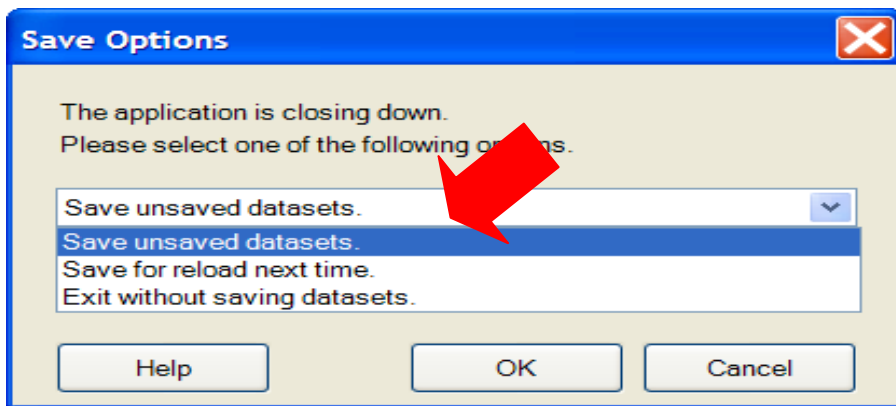 Save Options
The application is closing down.
Please select one of the following options.
Save unsaved datasets.
Save unsaved datasets.
Save for reload next time.
Exit without saving datasets.
Help
OK
Cancel